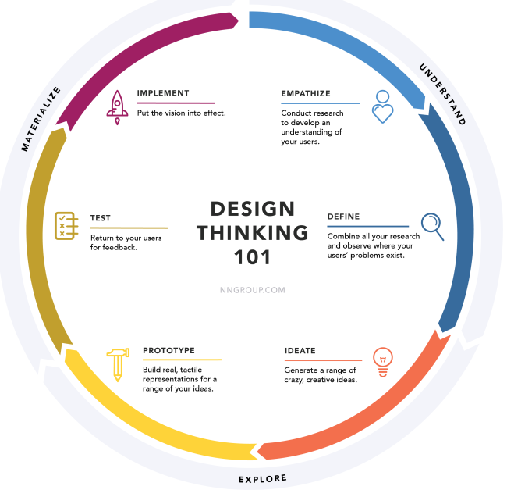 UNDERSTAND
EMPATHIZE
Conduct research
to develop an
understanding of
your users.
DEFINE
Combine all your research
and observe where your
users' problems exist.
EXPLORE
IDEATE
Generate a range of
crazy, creative ideas.
PROTOTYPE
Build real, tactile
representations for a
range of your ideas.
MATERIALIZE
TEST
Return to your users
for feedback.
IMPLEMENT
Put the vision into effect.
DESIGN
THINKING
101
NNGROUP.COM